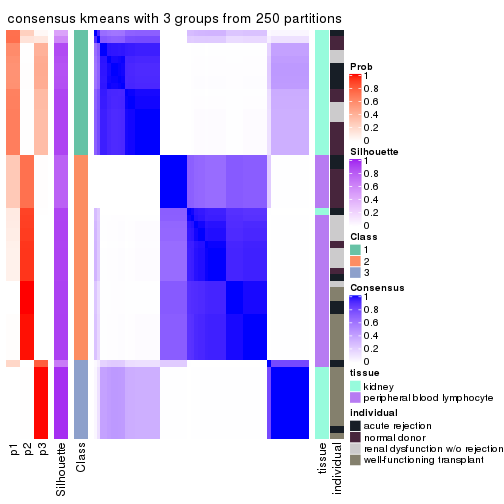 consensus kmeans with 3 groups from 250 partitions
Prob
1
0.8
0.6
0.4
0.2
0
Silhouette
1
0.8
0.6
0.4
0.2
0
Class
1
2
3
Consensus
1
0.8
0.6
0.4
0.2
0
tissue
kidney
peripheral blood lymphocyte
individual
acute rejection
normal donor
renal dysfunction w/o rejection
well-functioning transplant
p1
p2
p3
Silhouette
Class
tissue
individual